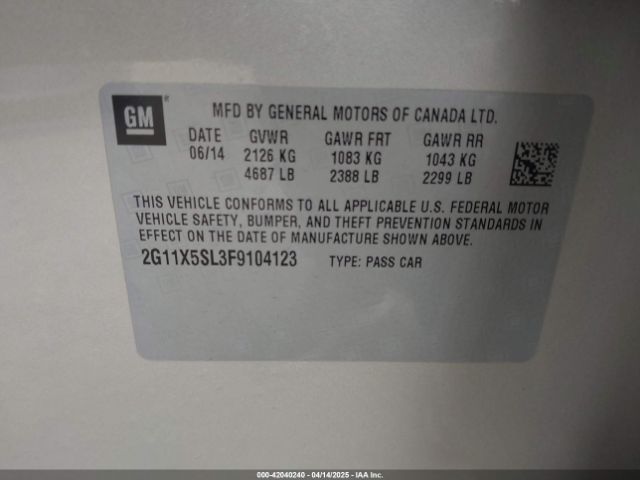 GM ® MFD BY GENERAL MOTORS OF CANADA LTD.
DATE GVWR GAWR FRT GAWR RR
06/14 2126 KG 1083 KG 1043 KG
4687 LB 2388 LB 2299 LB
THIS VEHICLE CONFORMS TO ALL APPLICABLE U.S. FEDERAL MOTOR
VEHICLE SAFETY, BUMPER, AND THEFT PREVENTION STANDARDS IN
EFFECT ON THE DATE OF MANUFACTURE SHOWN ABOVE.
2G11X5SL3F9104123 TYPE: PASS CAR
000-42040240 - 04/14/2025 - IAA Inc.